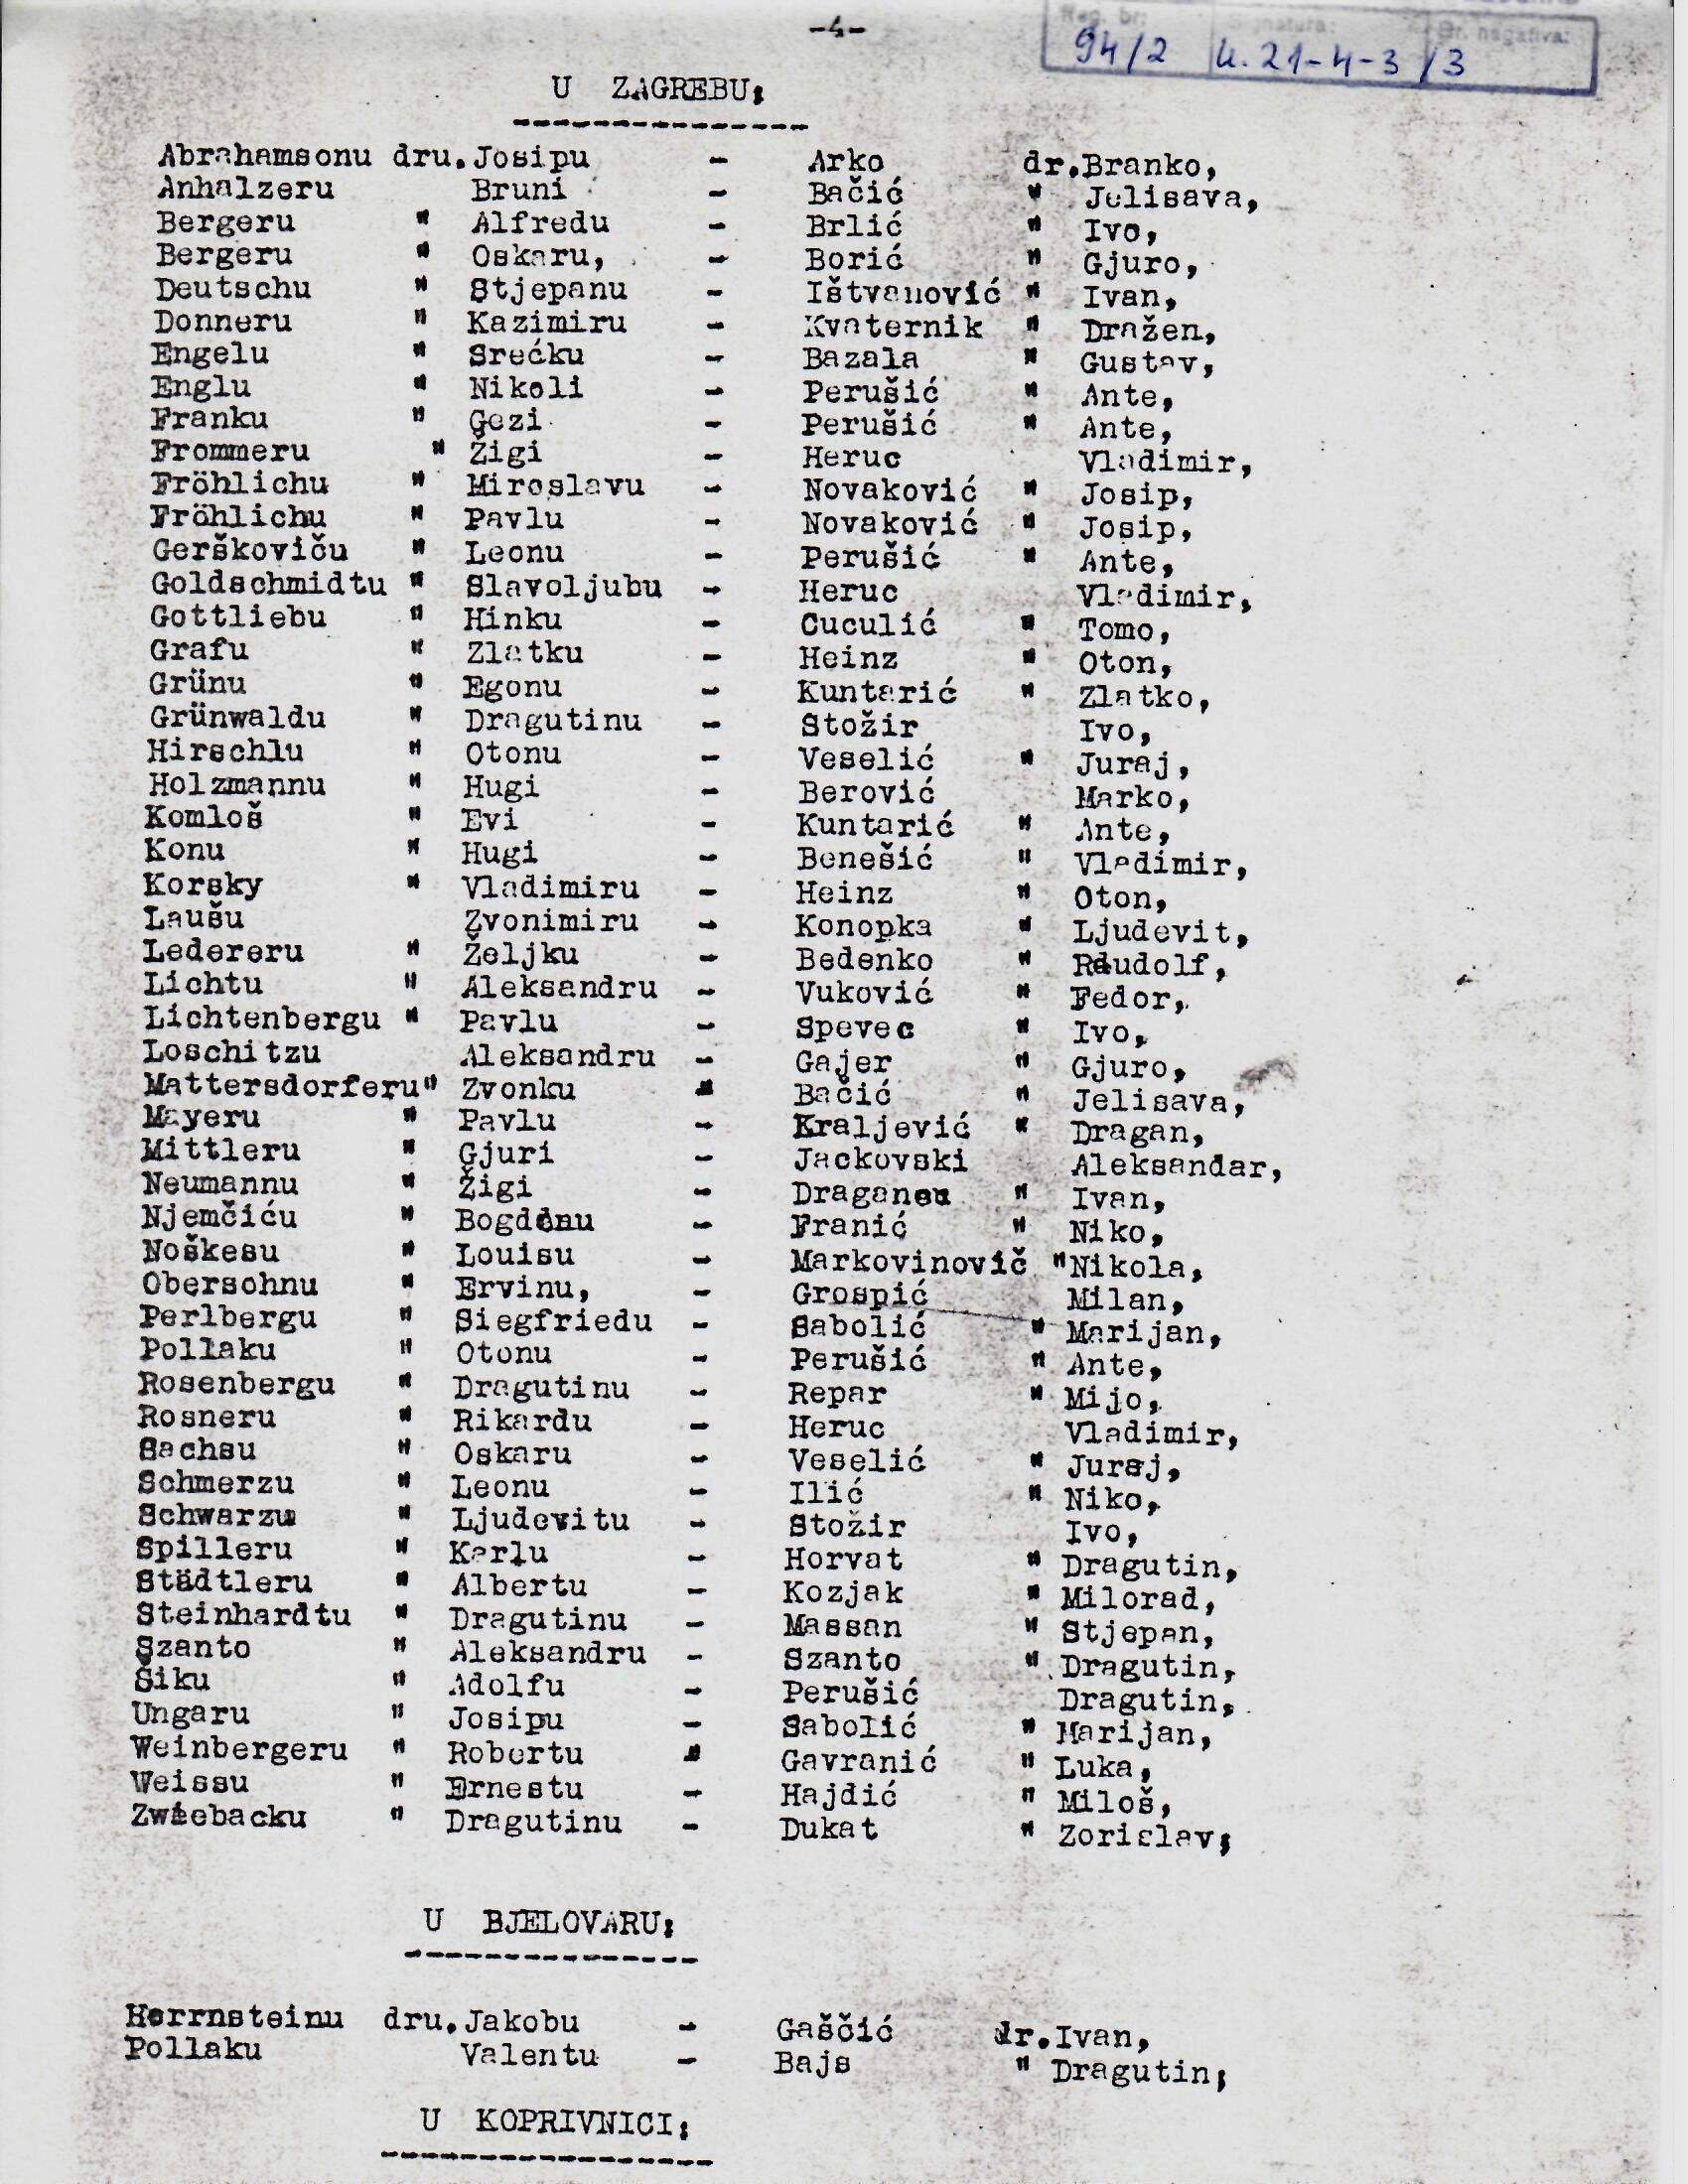 -4-
Reg. br: Signatura: Br. negativa:
94/2 U. 21-4-3/3
U ZAGREBU;
Abrahamsonu dru. Josipu - Arko dr. Branko,
Anhalzeru Bruni - Bačić " Jelisava,
Bergeru " Alfredu - Brlić " Ivo,
Bergeru " Oskaru, - Borić " Gjuro,
Deutschu " Stjepanu - Ištvanović " Ivan,
Donneru " Kazimiru - Kvaternik " Dražen,
Engelu " Srećku - Bazala " Gustav,
Englu " Nikoli - Perušić " Ante,
Franku " Gezi - Perušić " Ante,
Frommeru " Žigi - Heruc Vladimir,
Fröhlichu " Miroslavu - Novaković " Josip,
Fröhlichu " Pavlu - Novaković " Josip,
Gerškoviču " Leonu - Perušić " Ante,
Goldschmidtu " Slavoljubu - Heruc Vladimir,
Gottliebu " Hinku - Cuculić " Tomo,
Grafu " Zlatku - Heinz " Oton,
Grünu " Egonu - Kuntarić " Zlatko,
Grünwaldu " Dragutinu - Stožir Ivo,
Hirschlu " Otonu - Veselić " Juraj,
Holzmannu " Hugi - Berović Marko,
Komloš " Evi - Kuntarić " Ante,
Konu " Hugi - Benešić " Vladimir,
Korsky " Vladimiru - Heinz " Oton,
Laušu Zvonimiru - Konopka " Ljudevit,
Ledereru " Željku - Bedenko " Rudolf,
Lichtu " Aleksandru - Vuković " Fedor,
Lichtenbergu " Pavlu - Spevec " Ivo,
Loschitzu Aleksandru - Gajer " Gjuro,
Mattersdorferu " Zvonku - Bačić " Jelisava,
Mayeru " Pavlu - Kraljević " Dragan,
Mittleru " Gjuri - Jackovski Aleksandar,
Neumannu " Žigi - " Ivan,
Njemčiću " - Franić " Niko,
Noškesu " Louisu - Markovinovič " Nikola,
Obersohnu " Ervinu, - Grospić Milan,
Perlbergu " Siegfriedu - Sabolić " Marijan,
Pollaku " Otonu - Perušić " Ante,
Rosenbergu " Dragutinu - Repar " Mijo,
Rosneru " Rikardu - Heruc Vladimir,
Sachsu " Oskaru - Veselić " Juraj,
Schmerzu " Leonu - Ilić " Niko,
Schwarzu " Ljudevitu - Stožir Ivo,
Spilleru " Karlu - Horvat " Dragutin,
Städtleru " Albertu - Kozjak " Milorad,
Steinhardtu " Dragutinu - Massan " Stjepan,
Szanto " Aleksandru - Szanto " Dragutin,
Šiku " Adolfu - Perušić Dragutin,
Ungaru " Josipu - Sabolić " Marijan,
Weinbergeru " Robertu - Gavranić " Luka,
Weissu " Ernestu - Hajdić " Miloš,
Zwiebacku " Dragutinu - Dukat " Zorislav;
U BJELOVARU;
Herrnsteinu dru. Jakobu - Gaščić dr. Ivan,
Pollaku Valentu - Bajs " Dragutin;
U KOPRIVNICI;